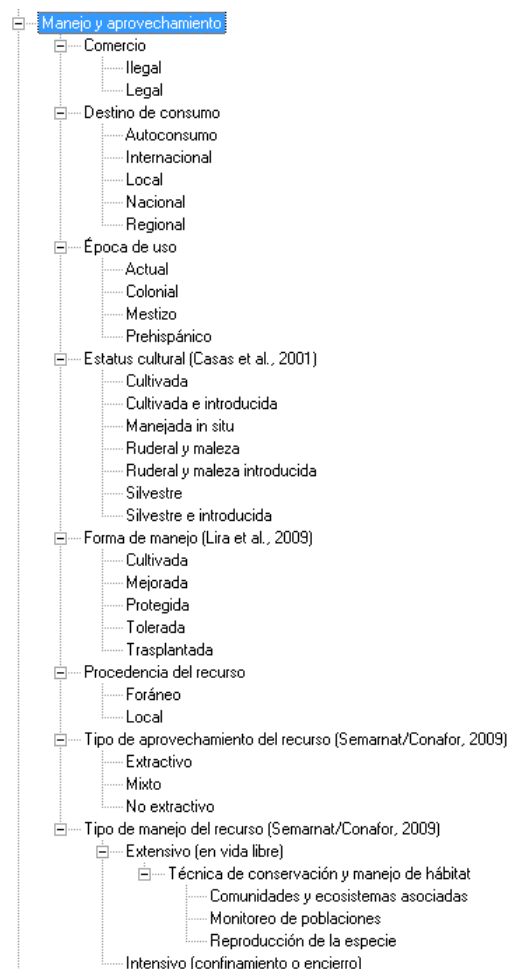 Manejo y aprovechamiento
Comercio
Ilegal
Legal
Destino de consumo
Autoconsumo
Internacional
Local
Nacional
Regional
Época de uso
Actual
Colonial
Mestizo
Prehispánico
Estatus cultural (Casas et al., 2001)
Cultivada
Cultivada e introducida
Manejada in situ
Ruderal y maleza
Ruderal y maleza introducida
Silvestre
Silvestre e introducida
Forma de manejo (Lira et al., 2009)
Cultivada
Mejorada
Protegida
Tolerada
Trasplantada
Procedencia del recurso
Foráneo
Local
Tipo de aprovechamiento del recurso (Semarnat/Conafor, 2009)
Extractivo
Mixto
No extractivo
Tipo de manejo del recurso (Semarnat/Conafor, 2009)
Extensivo (en vida libre)
Técnica de conservación y manejo de hábitat
Comunidades y ecosistemas asociadas
Monitoreo de poblaciones
Reproducción de la especie
Intensivo (confinamiento o encierro)